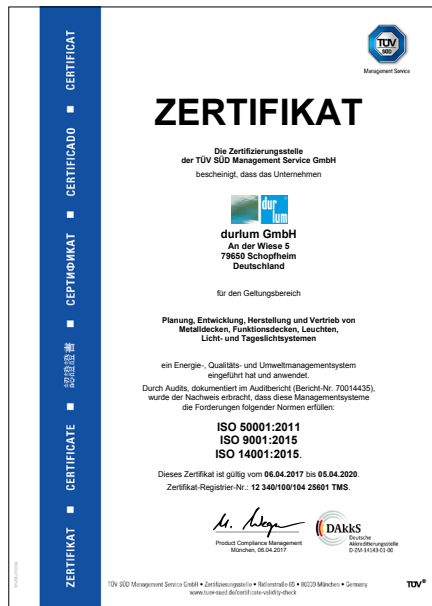 TÜV
SÜD
Management Service
ZERTIFIKAT ■ CERTIFICATE ■ 認證證書 ■ СЕРТИФИКАТ ■ CERTIFICADO ■ CERTIFICAT
ZERTIFIKAT
Die Zertifizierungsstelle
der TÜV SÜD Management Service GmbH
bescheinigt, dass das Unternehmen
dur
lum
durlum GmbH
An der Wiese 5
79650 Schopfheim
Deutschland
für den Geltungsbereich
Planung, Entwicklung, Herstellung und Vertrieb von
Metalldecken, Funktionsdecken, Leuchten,
Licht- und Tageslichtsystemen
ein Energie-, Qualitäts- und Umweltmanagementsystem
eingeführt hat und anwendet.
Durch Audits, dokumentiert im Auditbericht (Bericht-Nr. 70014435),
wurde der Nachweis erbracht, dass diese Managementsysteme
die Forderungen folgender Normen erfüllen:
ISO 50001:2011
ISO 9001:2015
ISO 14001:2015.
Dieses Zertifikat ist gültig vom 06.04.2017 bis 05.04.2020.
Zertifikat-Registrier-Nr.: 12 340/100/104 25601 TMS.
Product Compliance Management
München, 06.04.2017
DAkkS
Deutsche
Akkreditierungsstelle
D-ZM-14143-01-00
TÜV SÜD Management Service GmbH • Zertifizierungsstelle • Ridlerstraße 65 • 80339 München • Germany
www.tuev-sued.de/certificate-validity-check
TÜV®